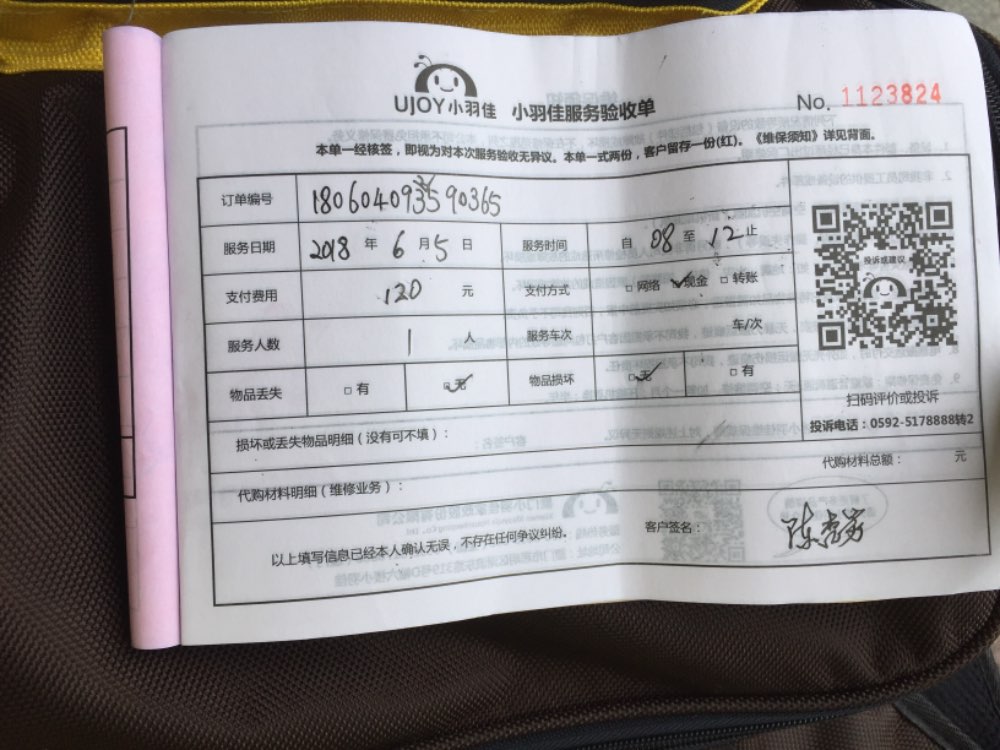 UJOY小羽佳 小羽佳服务验收单 No. 1123824
本单一经核签，即视为对本次服务验收无异议。本单一式两份，客户留存一份(红)。《维保须知》详见背面。
订单编号 180604093590365
服务日期 2018 年 6 月 5 日 服务时间 自 08 至 12 止
支付费用 120 元 支付方式 □网络 ✓现金 □转账
服务人数 1 人 服务车次 车/次
物品丢失 □有 ☑无 物品损坏 ☑无 □有
投诉或建议
扫码评价或投诉
投诉电话：0592-5178888转2
损坏或丢失物品明细（没有可不填）：
代购材料明细（维修业务）： 代购材料总额： 元
以上填写信息已经本人确认无误，不存在任何争议纠纷。 客户签名：